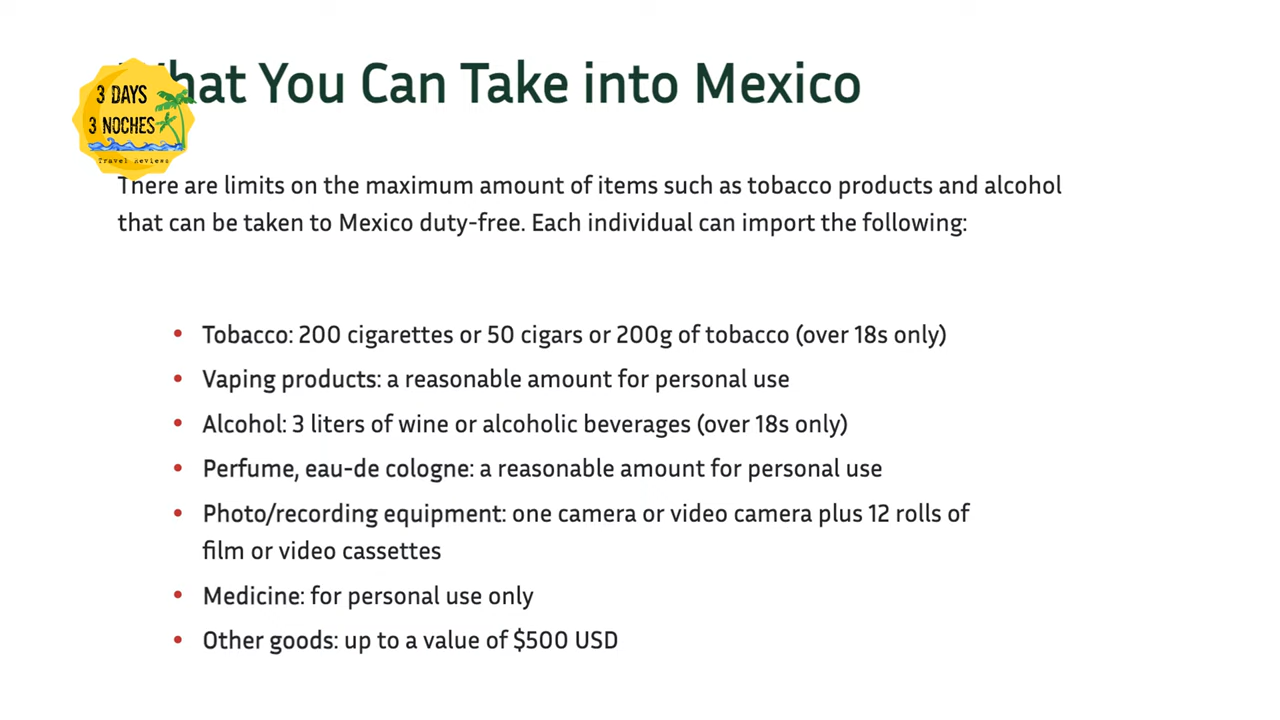 What You Can Take into Mexico
3 DAYS
3 NOCHES
Travel Reviews
There are limits on the maximum amount of items such as tobacco products and alcohol
that can be taken to Mexico duty-free. Each individual can import the following:
• Tobacco: 200 cigarettes or 50 cigars or 200g of tobacco (over 18s only)
• Vaping products: a reasonable amount for personal use
• Alcohol: 3 liters of wine or alcoholic beverages (over 18s only)
• Perfume, eau-de cologne: a reasonable amount for personal use
• Photo/recording equipment: one camera or video camera plus 12 rolls of
film or video cassettes
• Medicine: for personal use only
• Other goods: up to a value of $500 USD